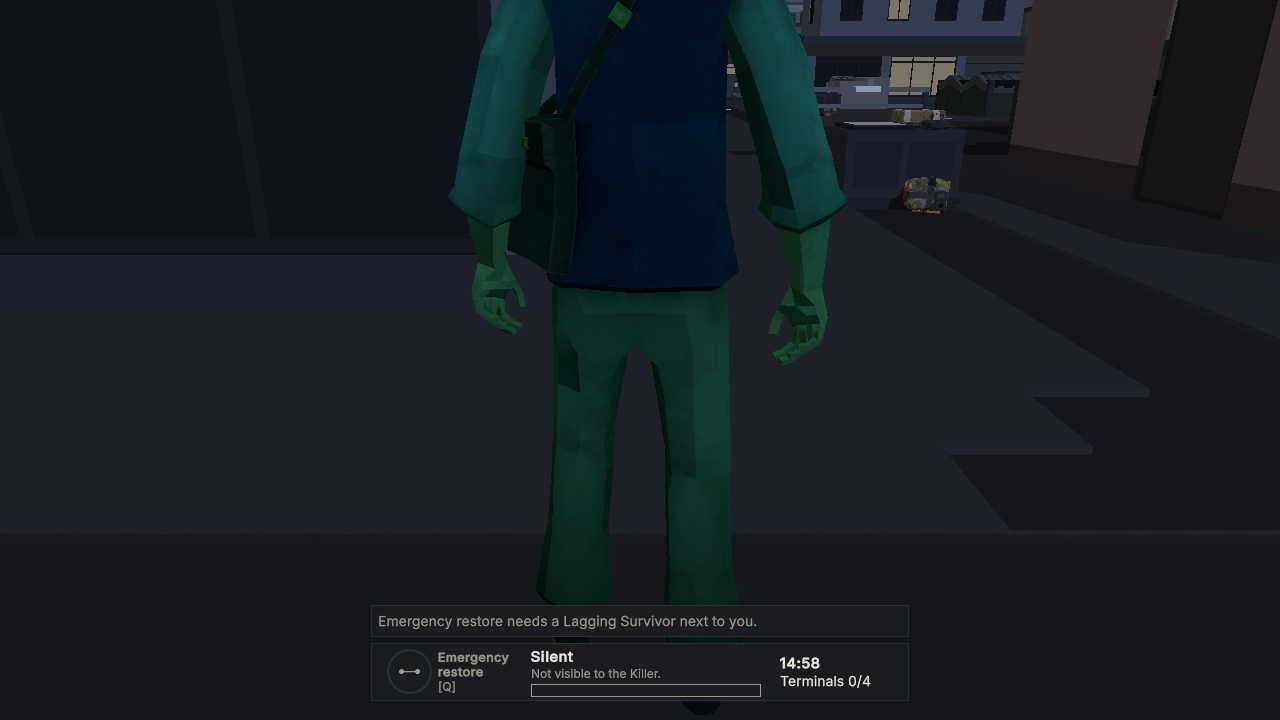 Emergency restore needs a Lagging Survivor next to you.
Emergency
restore
[Q]
Silent
Not visible to the Killer.
14:58
Terminals 0/4